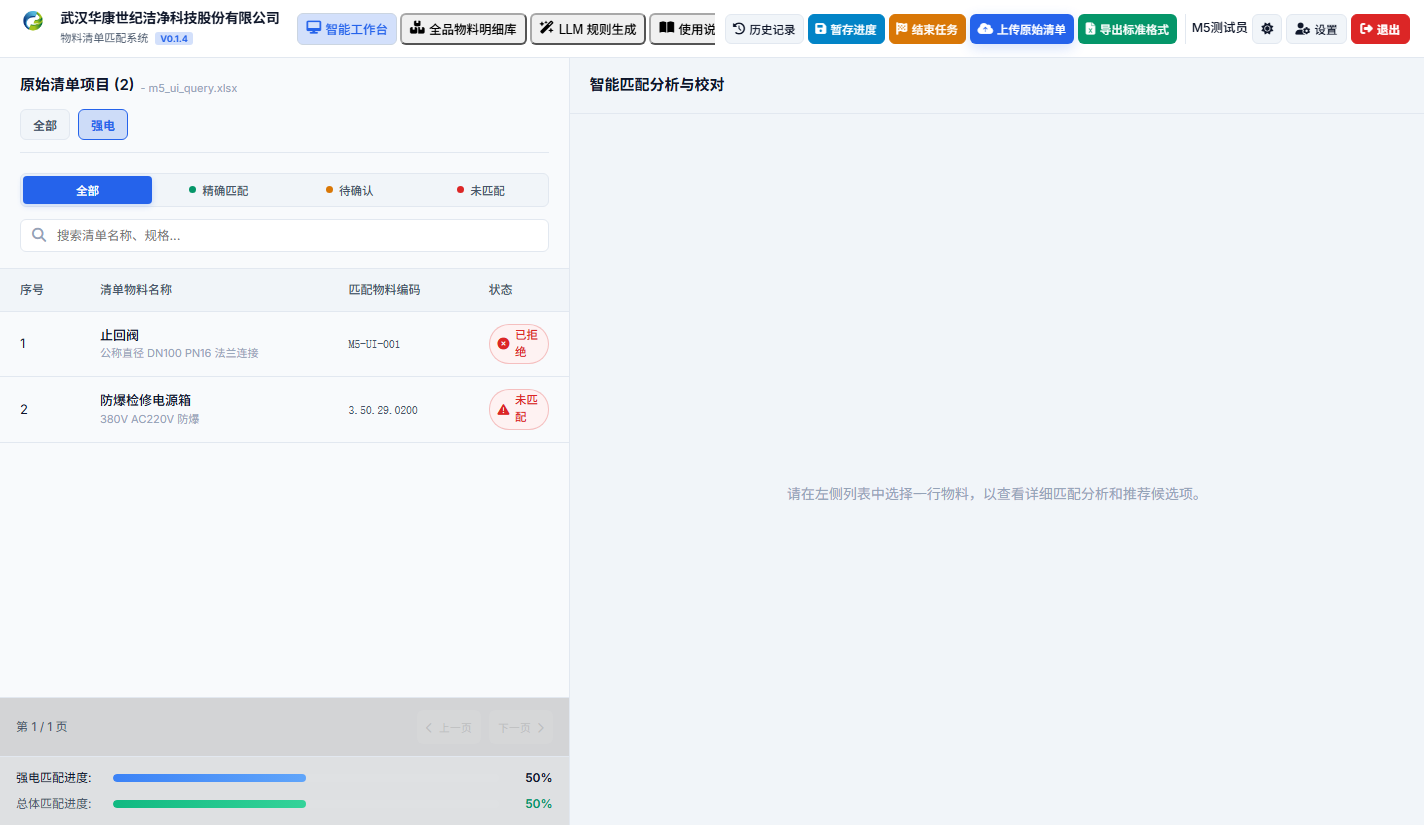 武汉华康世纪洁净科技股份有限公司
物料清单匹配系统 V0.1.4
智能工作台
全品物料明细库
LLM 规则生成
使用说
历史记录
暂存进度
结束任务
上传原始清单
导出标准格式
M5测试员
设置
退出
原始清单项目 (2) - m5_ui_query.xlsx
全部 强电
全部 精确匹配 待确认 未匹配
搜索清单名称、规格...
序号 清单物料名称 匹配物料编码 状态
1 止回阀 M5-UI-001 已拒绝
公称直径 DN100 PN16 法兰连接
2 防爆检修电源箱 3.50.29.0200 未匹配
380V AC220V 防爆
第 1 / 1 页 上一页 下一页
强电匹配进度: 50%
总体匹配进度: 50%
智能匹配分析与校对
请在左侧列表中选择一行物料，以查看详细匹配分析和推荐候选项。